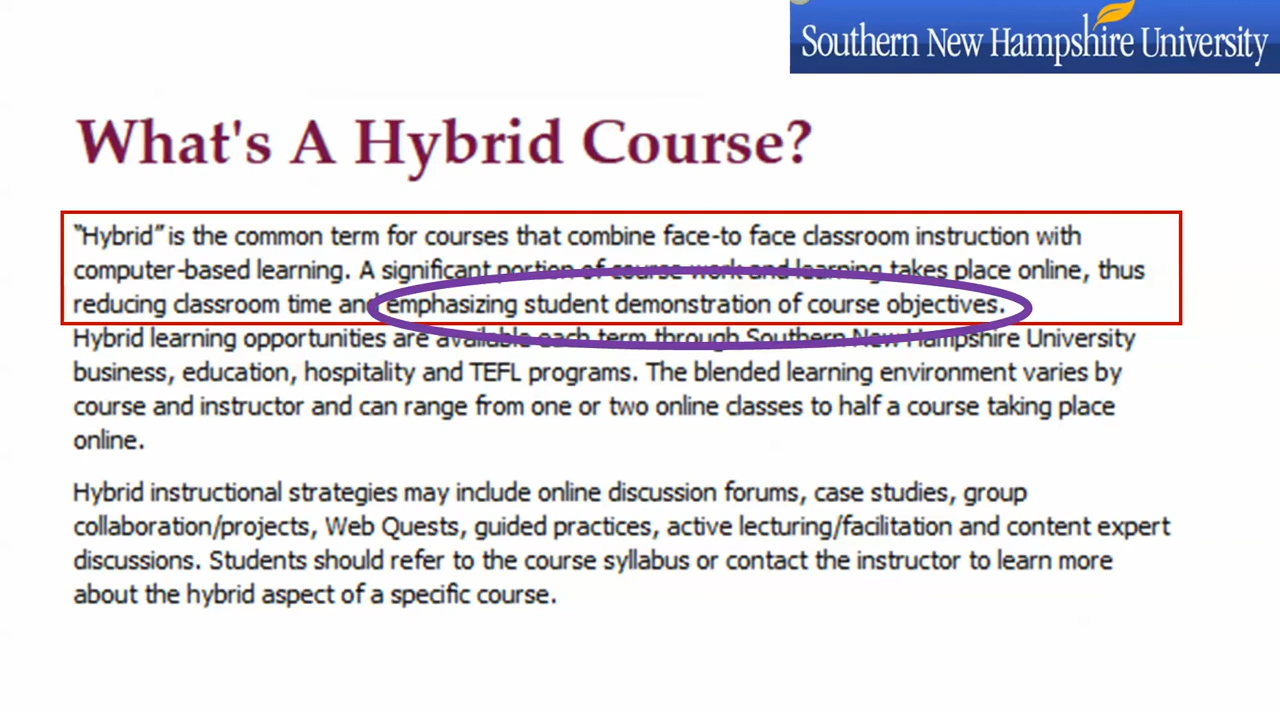 Southern New Hampshire University
What's A Hybrid Course?
“Hybrid” is the common term for courses that combine face-to face classroom instruction with
computer-based learning. A significant portion of course work and learning takes place online, thus
reducing classroom time and emphasizing student demonstration of course objectives.
Hybrid learning opportunities are available each term through Southern New Hampshire University
business, education, hospitality and TEFL programs. The blended learning environment varies by
course and instructor and can range from one or two online classes to half a course taking place
online.
Hybrid instructional strategies may include online discussion forums, case studies, group
collaboration/projects, Web Quests, guided practices, active lecturing/facilitation and content expert
discussions. Students should refer to the course syllabus or contact the instructor to learn more
about the hybrid aspect of a specific course.